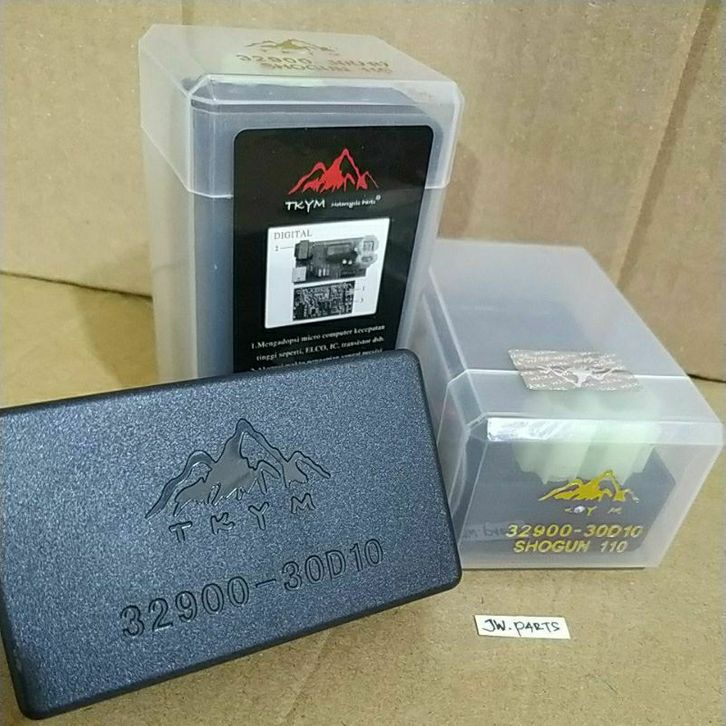 32900-30D10
SHOGUN 110
TKYM Motorcycle Parts®
DIGITAL
1.Mengadopsi micro computer kecepatan
tinggi seperti, ELCO, IC, transistor dsb.
TKYM
32900-30D10
TKYM
32900-30D10
SHOGUN 110
JW.PARTS